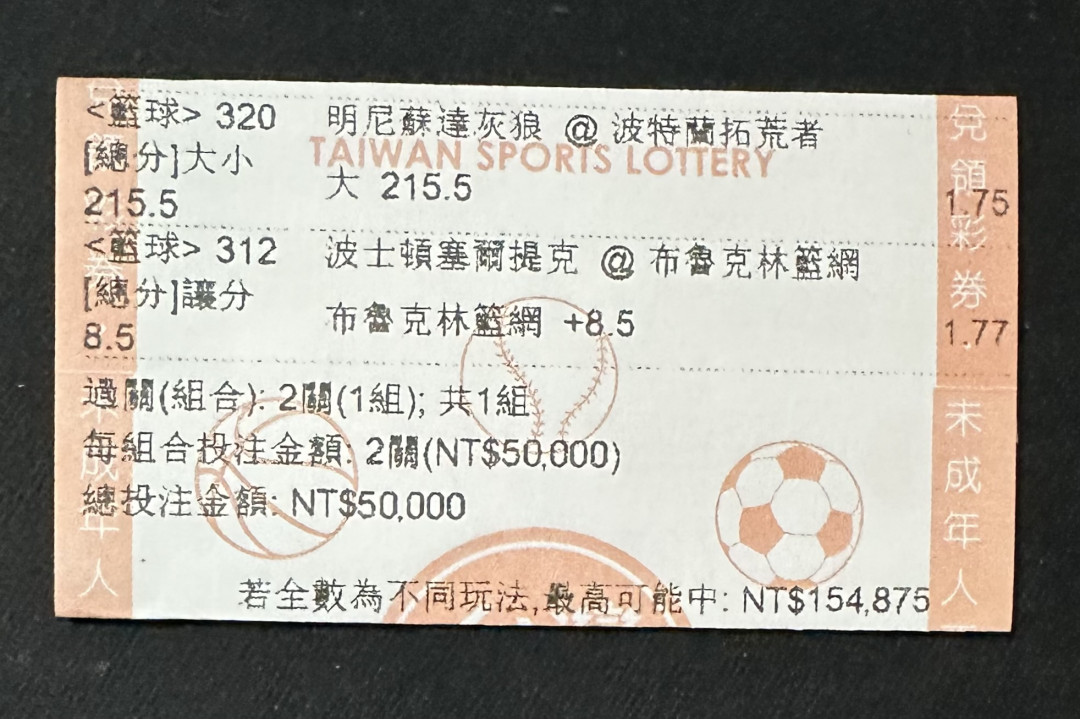 <籃球> 320 明尼蘇達灰狼 @ 波特蘭拓荒者
TAIWAN SPORTS LOTTERY
[總分]大小 大 215.5
215.5 1.75
<籃球> 312 波士頓塞爾提克 @ 布魯克林籃網
[總分]讓分 布魯克林籃網 +8.5
8.5 1.77
過關(組合): 2關(1組); 共1組
每組合投注金額: 2關(NT$50,000)
總投注金額: NT$50,000
若全數為不同玩法,最高可能中: NT$154,875
兌領彩券‧未成年人